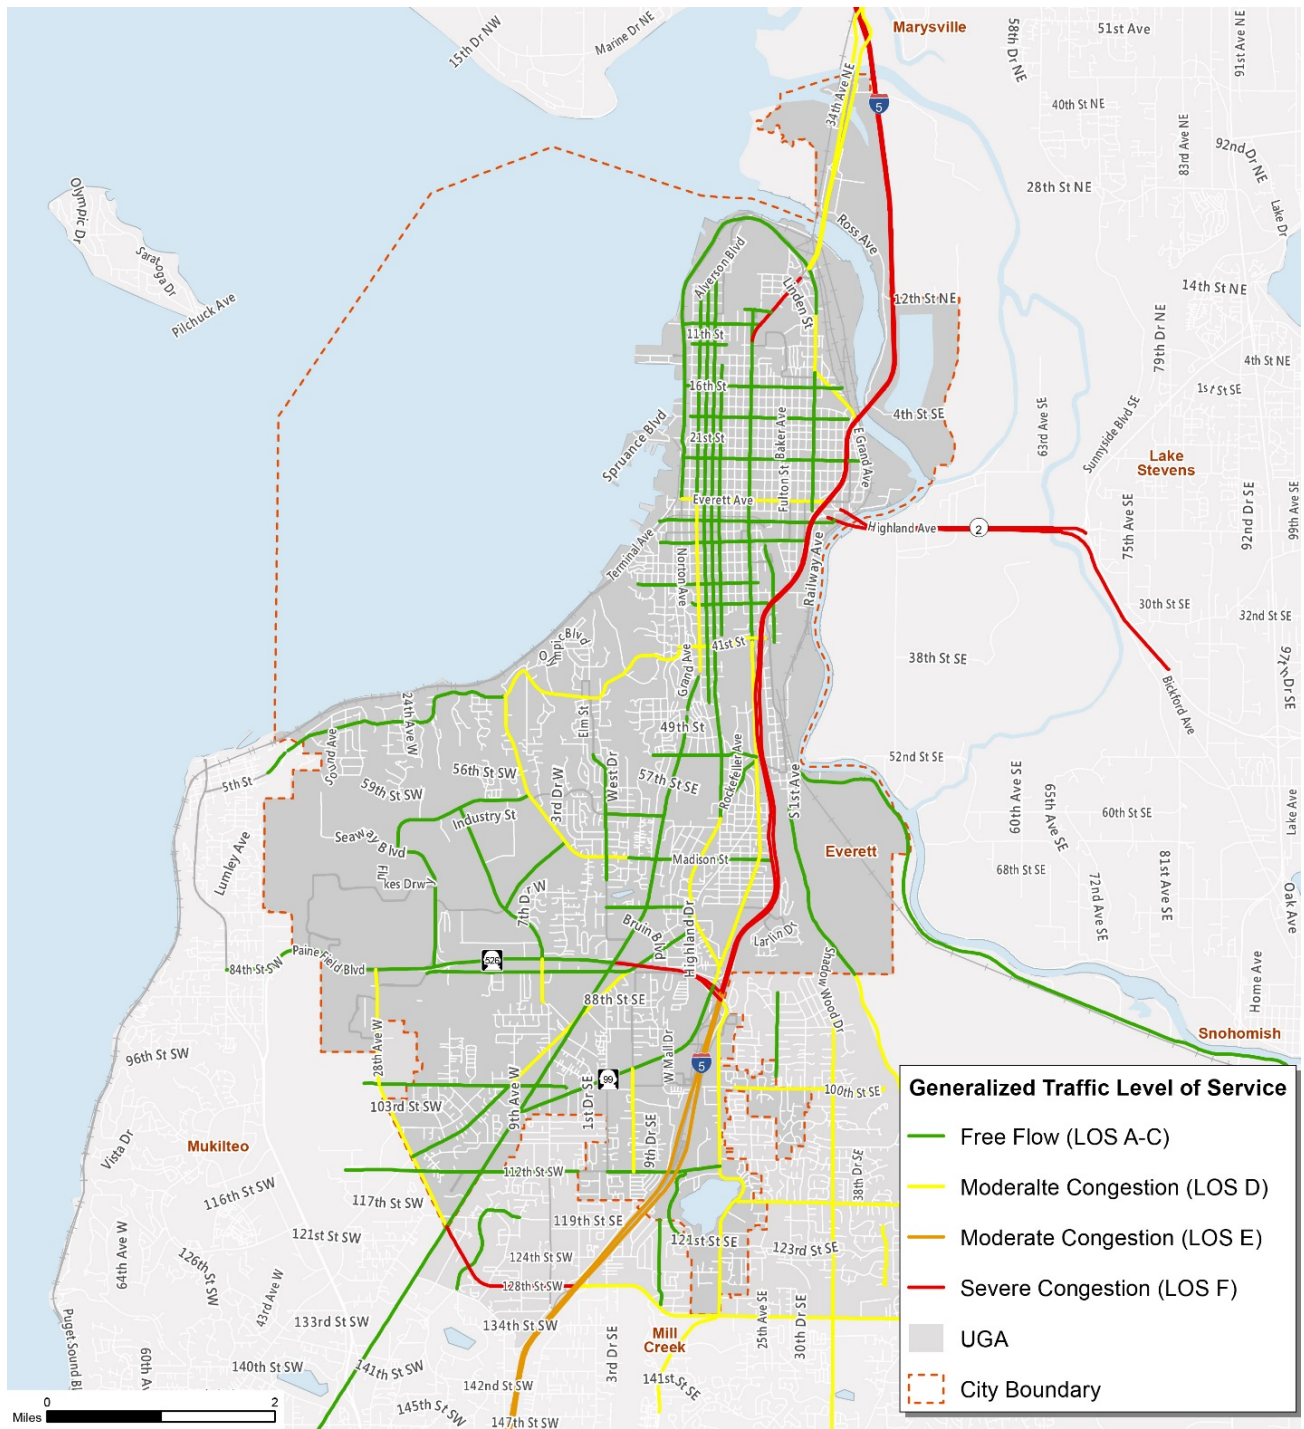 Marysville
15th Dr NW
Marine Dr NE
58th Dr NE
51st Ave
91st Ave NE
34th Ave NE
5
40th St NE
83rd Ave NE
92nd Dr NE
28th St NE
Olympic Dr
Saratoga Dr
Pilchuck Ave
Lake Dr
Ross Ave
Alverson Blvd
Linden St
12th St NE
14th St NE
11th St
79th Dr NE
4th St NE
16th St
1st St SE
4th St SE
63rd Ave SE
Sunnyside Blvd SE
Spruance Blvd
21st St
Fulton St
Baker Ave
E Grand Ave
Lake
Stevens
Everett Ave
75th Ave SE
92nd Dr SE
99th Ave SE
Highland Ave
2
Terminal Ave
Norton Ave
Railway Ave
30th St SE
32nd St SE
Olympic Blvd
41st St
Grand Ave
38th St SE
97th Dr SE
Bickford Ave
24th Ave W
Elm St
49th St
Sound Ave
56th St SW
59th St SW
3rd Dr W
West Dr
57th St SE
Rockefeller Ave
S 1st Ave
52nd St SE
5th St
60th Ave SE
65th Ave SE
60th St SE
Lake Ave
Industry St
Seaway Blvd
Lumley Ave
Madison St
Everett
68th St SE
72nd Ave SE
81st Ave SE
Oak Ave
Flukes Drwy
7th Dr W
Bruin Blvd
Highland Dr
Larlin Dr
Shadow Wood Dr
84th St SW
Paine Field Blvd
526
88th St SE
Home Ave
Snohomish
96th St SW
28th Ave W
W Mall Dr
5
99
103rd St SW
9th Ave W
1st Dr SE
100th St SE
Vista Dr
Mukilteo
9th Dr SE
38th Dr SE
116th St SW
112th St SW
117th St SW
119th St SE
121st St SW
121st St SE
123rd St SE
64th Ave W
126th St SW
124th St SW
43rd Ave W
128th St SW
Puget Sound Bl
133rd St SW
134th St SW
3rd Dr SE
Mill
Creek
25th Ave SE
30th Dr SE
60th Av
140th St SW
141th St SW
142nd St SW
141st St SE
145th St SW
147th St SW
Generalized Traffic Level of Service
Free Flow (LOS A-C)
Moderalte Congestion (LOS D)
Moderate Congestion (LOS E)
Severe Congestion (LOS F)
UGA
City Boundary
0 2
Miles